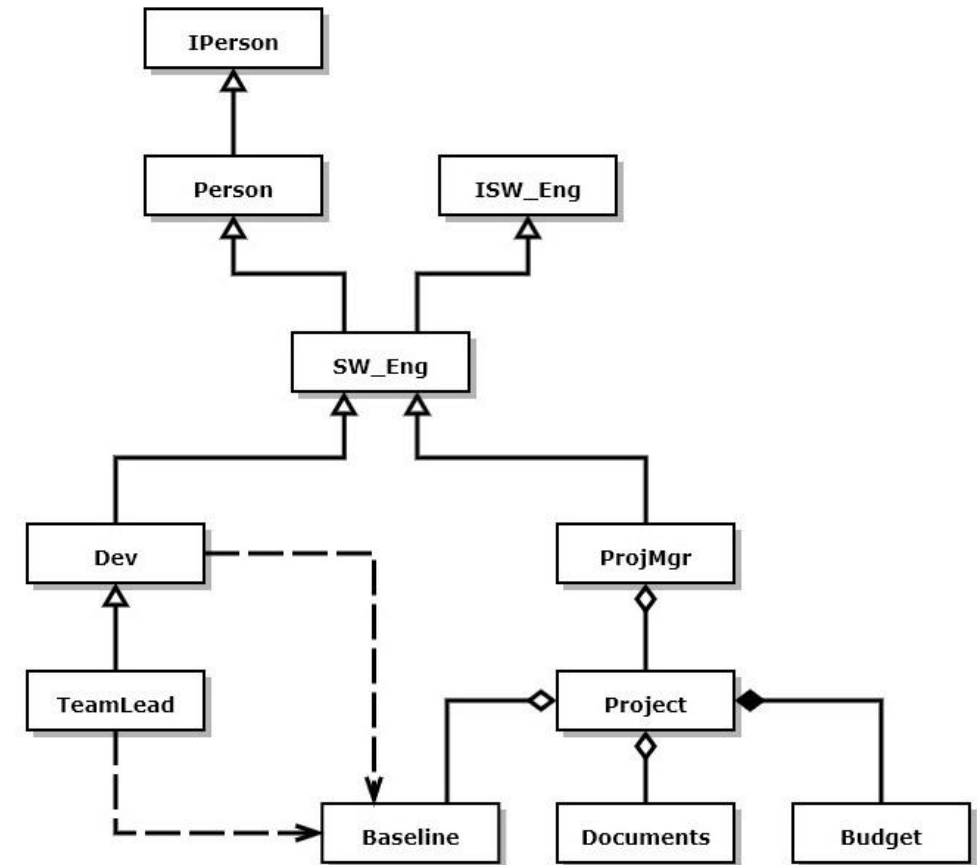 IPerson
Person
ISW_Eng
SW_Eng
Dev
ProjMgr
TeamLead
Project
Baseline
Documents
Budget